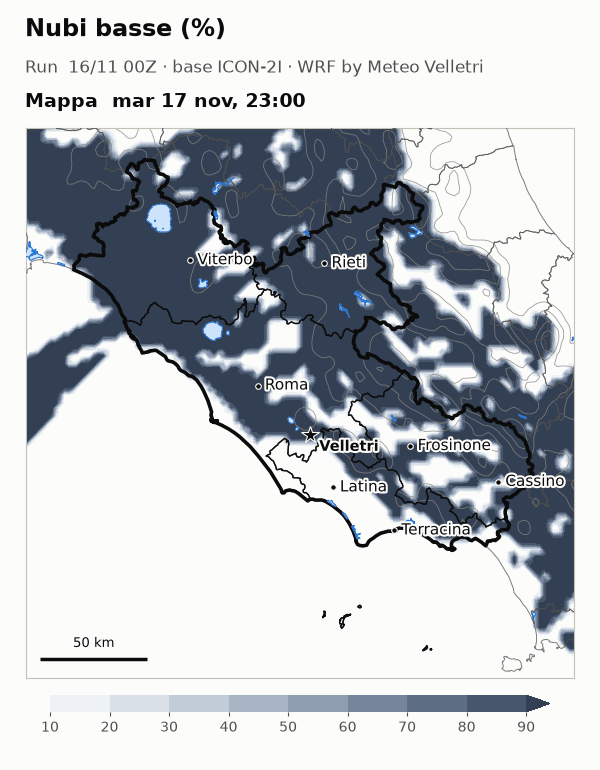 Nubi basse (%)
Run 16/11 00Z · base ICON-2I · WRF by Meteo Velletri
Mappa mar 17 nov, 23:00
Viterbo
Rieti
Roma
Velletri
Frosinone
Cassino
Latina
Terracina
50 km
10 20 30 40 50 60 70 80 90